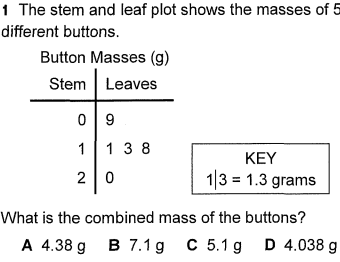 1 The stem and leaf plot shows the masses of 5
different buttons.
Button Masses (g)
Stem Leaves
0 9
1 1 3 8
2 0
KEY
1|3 = 1.3 grams
What is the combined mass of the buttons?
A 4.38 g B 7.1 g C 5.1 g D 4.038 g